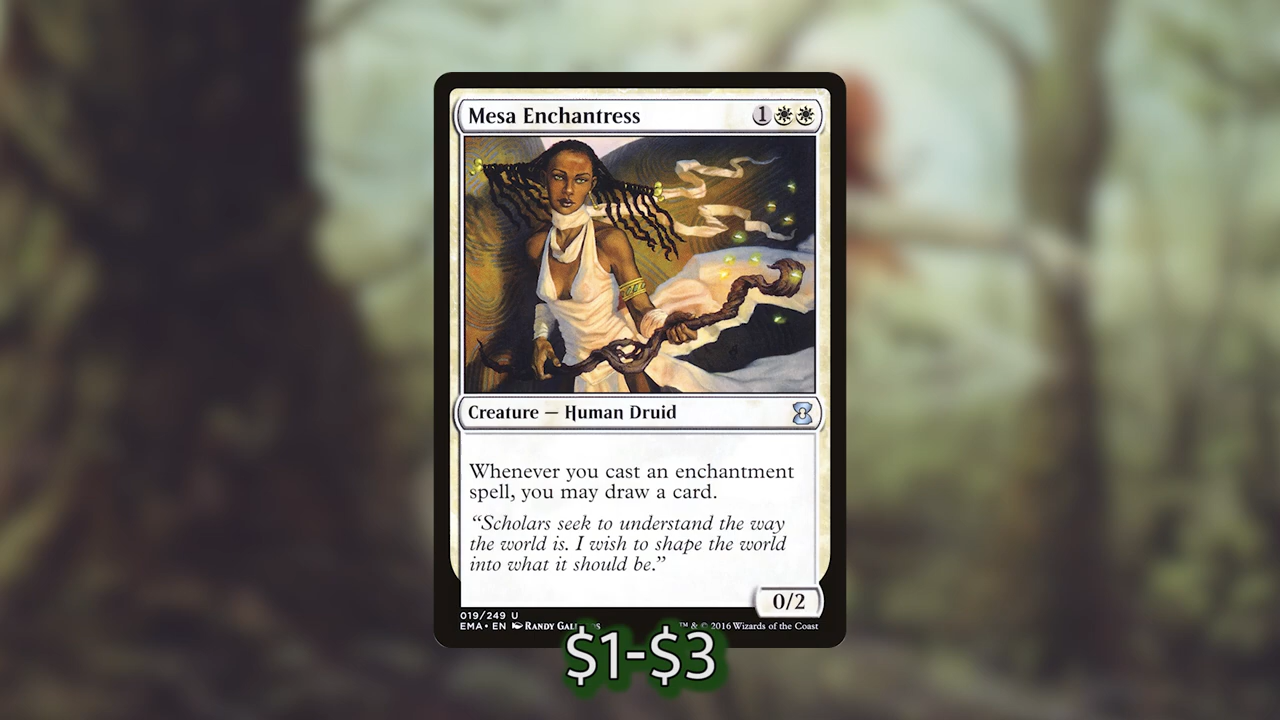 Mesa Enchantress
1
Creature — Human Druid
Whenever you cast an enchantment
spell, you may draw a card.
“Scholars seek to understand the way
the world is. I wish to shape the world
into what it should be.”
0/2
019/249 U
EMA • EN RANDY
™ & © 2016 Wizards of the Coast
$1-$3